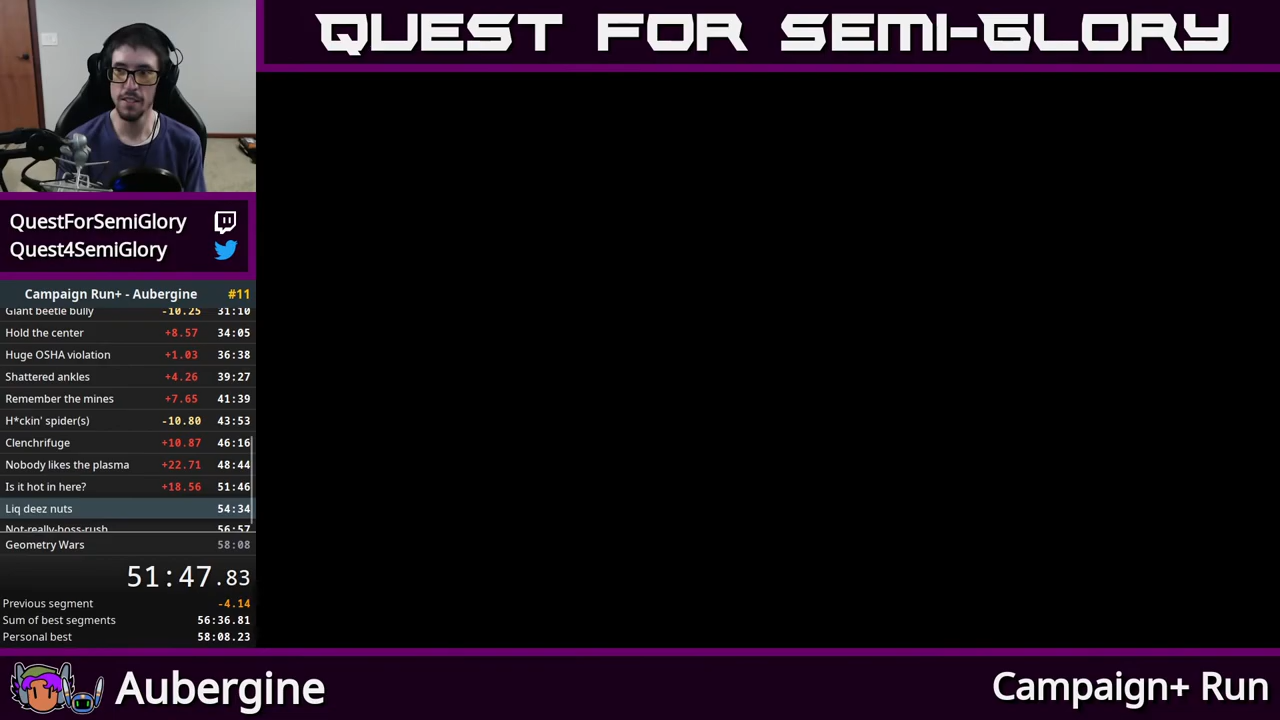 QUEST FOR SEMI-GLORY
QuestForSemiGlory
Quest4SemiGlory
Campaign Run+ - Aubergine #11
Giant beetle bully -10.25 31:10
Hold the center +8.57 34:05
Huge OSHA violation +1.03 36:38
Shattered ankles +4.26 39:27
Remember the mines +7.65 41:39
H*ckin' spider(s) -10.80 43:53
Clenchrifuge +10.87 46:16
Nobody likes the plasma +22.71 48:44
Is it hot in here? +18.56 51:46
Liq deez nuts 54:34
Not-really-boss-rush 56:57
Geometry Wars 58:08
51:47.83
Previous segment -4.14
Sum of best segments 56:36.81
Personal best 58:08.23
Aubergine
Campaign+ Run